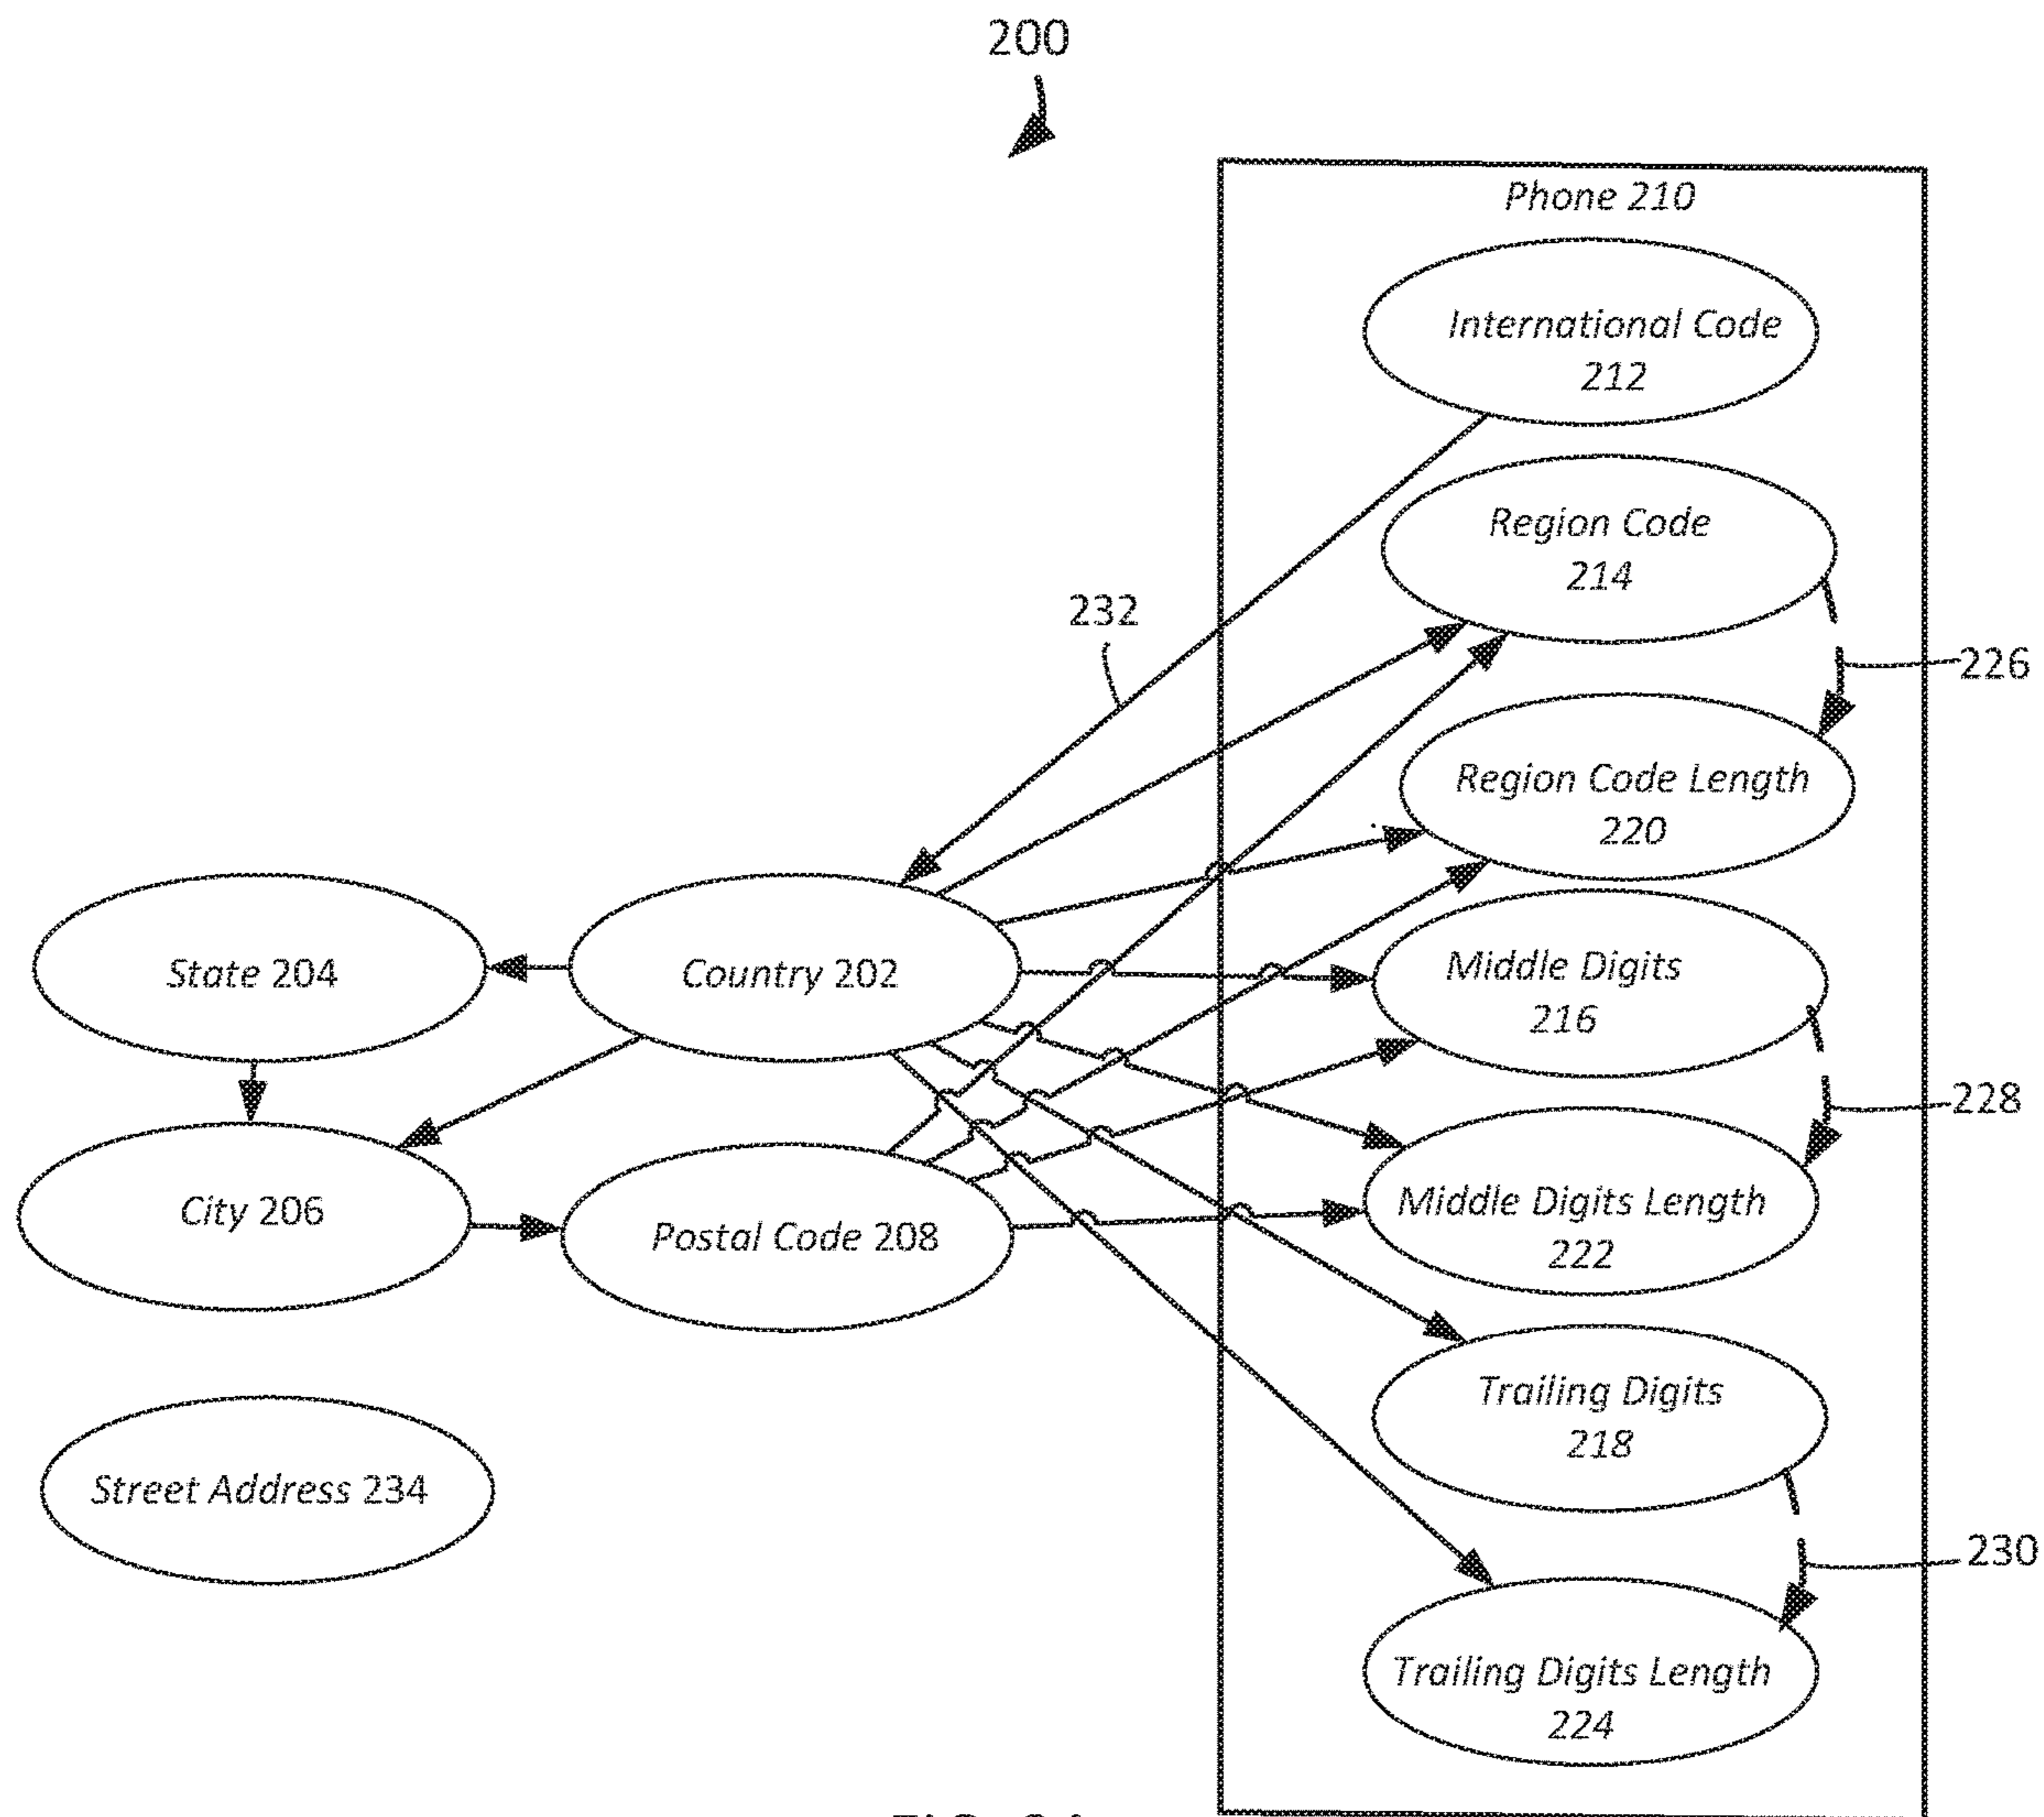 200
Phone 210
International Code
212
Region Code
214
232
226
Region Code Length
220
State 204
Country 202
Middle Digits
216
228
City 206
Postal Code 208
Middle Digits Length
222
Trailing Digits
218
Street Address 234
230
Trailing Digits Length
224